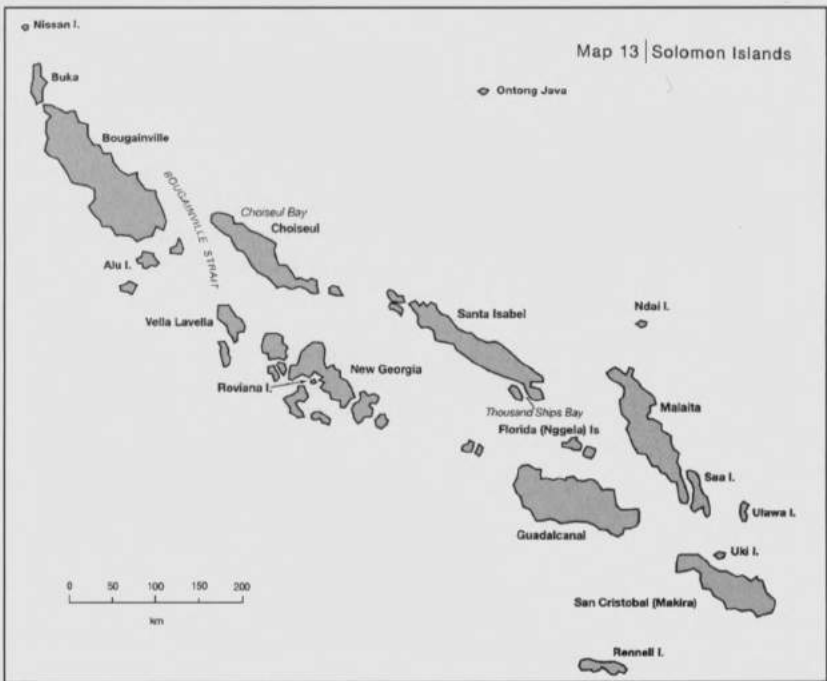 Nissan I.
Map 13 | Solomon Islands
Buka
Ontong Java
Bougainville
BOUGAINVILLE STRAIT
Choiseul Bay
Choiseul
Alu I.
Santa Isabel
Ndai I.
Vella Lavella
New Georgia
Roviana I.
Malaita
Thousand Ships Bay
Florida (Nggela) Is
Saa I.
Ulawa I.
Guadalcanal
Uki I.
0 50 100 150 200
km
San Cristobal (Makira)
Rennell I.